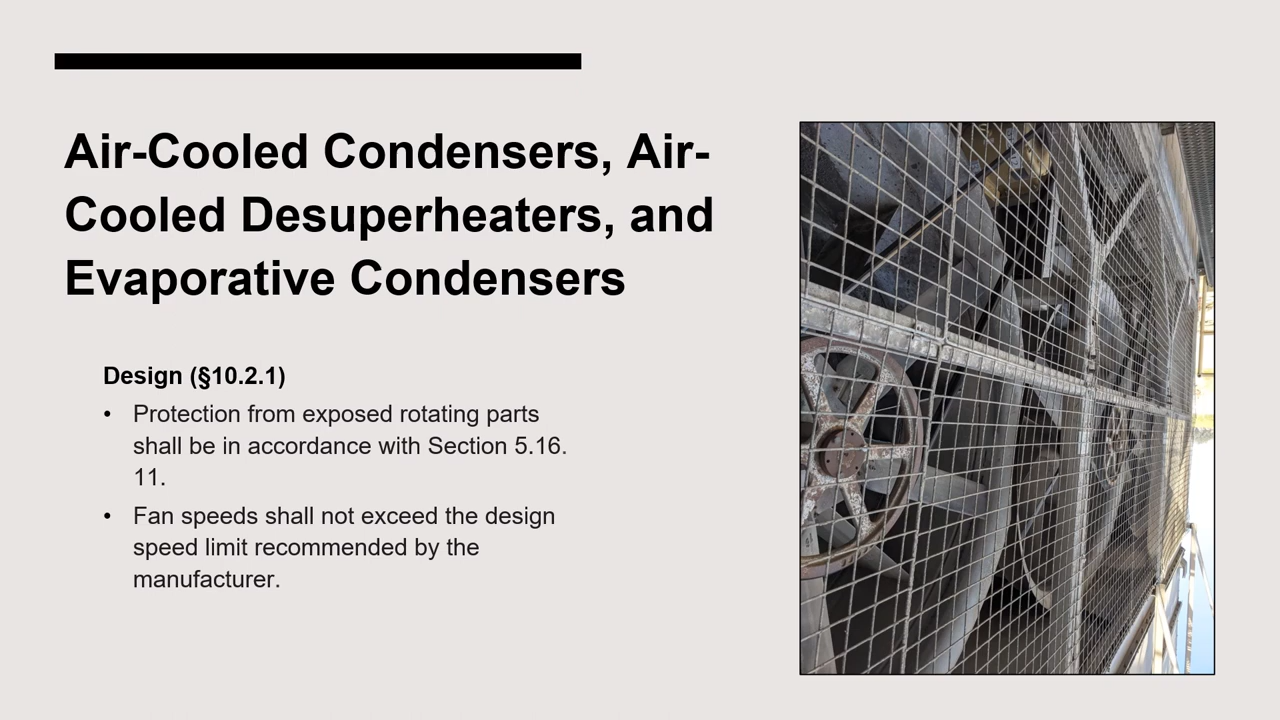 Air-Cooled Condensers, Air-
Cooled Desuperheaters, and
Evaporative Condensers
Design (§10.2.1)
• Protection from exposed rotating parts
shall be in accordance with Section 5.16.
11.
• Fan speeds shall not exceed the design
speed limit recommended by the
manufacturer.